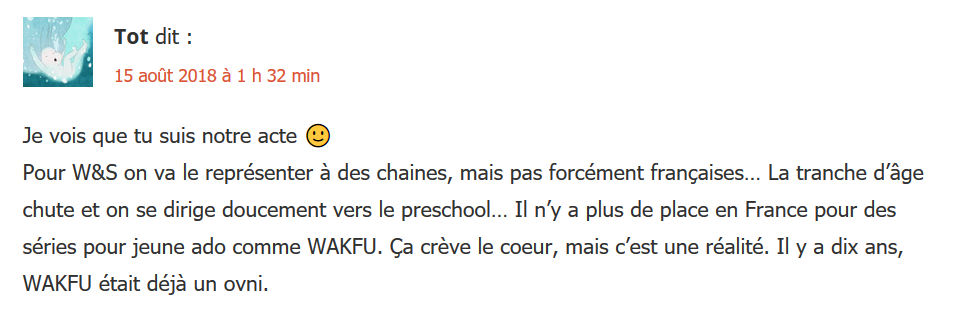 Tot dit :
15 août 2018 à 1 h 32 min
Je vois que tu suis notre acte 🙂
Pour W&S on va le représenter à des chaines, mais pas forcément françaises… La tranche d’âge
chute et on se dirige doucement vers le preschool… Il n’y a plus de place en France pour des
séries pour jeune ado comme WAKFU. Ça crève le coeur, mais c’est une réalité. Il y a dix ans,
WAKFU était déjà un ovni.